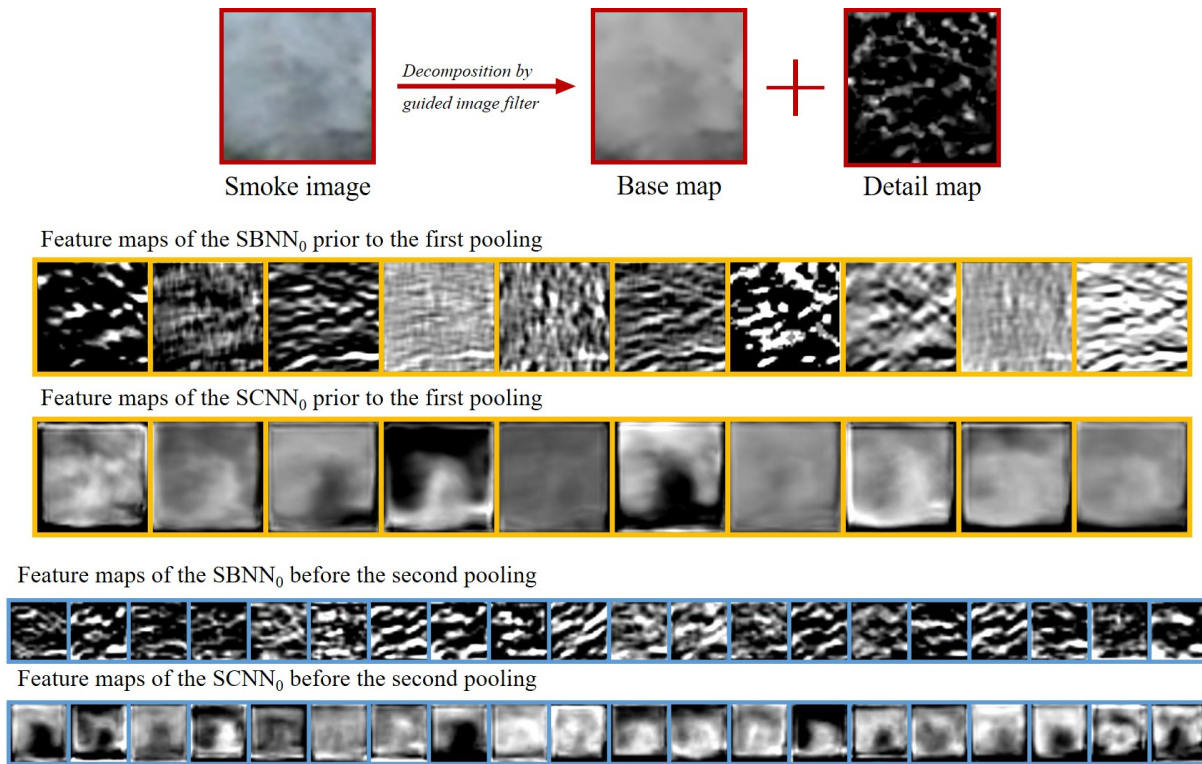 Decomposition by
guided image filter
Smoke image
Base map
Detail map
Feature maps of the SBNN₀ prior to the first pooling
Feature maps of the SCNN₀ prior to the first pooling
Feature maps of the SBNN₀ before the second pooling
Feature maps of the SCNN₀ before the second pooling